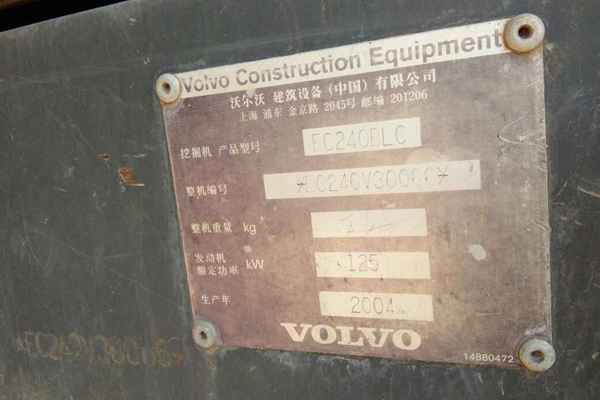 Volvo Construction Equipment
沃尔沃 建筑设备(中国)有限公司
上海 浦东 金京路 2045号 邮编 201206
挖掘机 产品型号 EC240BLC
整机编号
整机重量 kg
发动机
额定功率 kW 125
生产年 2004
VOLVO
14880472